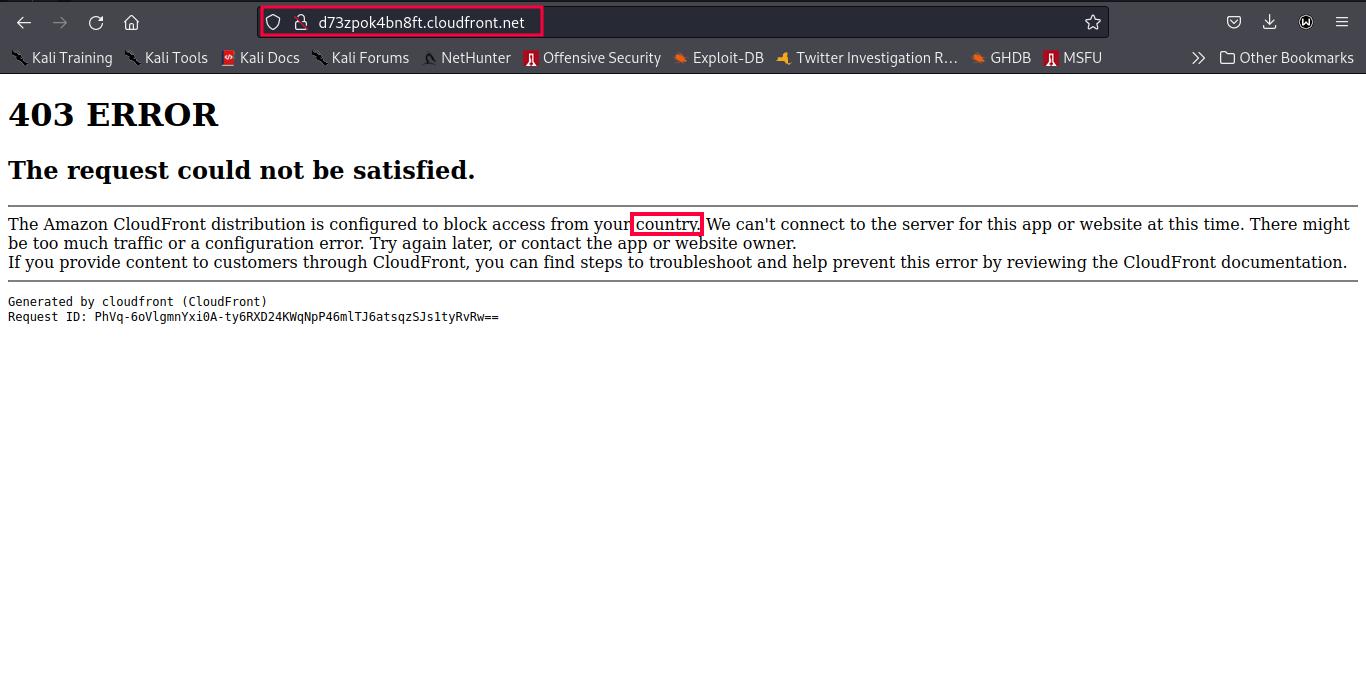 d73zpok4bn8ft.cloudfront.net
Kali Training Kali Tools Kali Docs Kali Forums NetHunter Offensive Security Exploit-DB Twitter Investigation R… GHDB MSFU Other Bookmarks
403 ERROR
The request could not be satisfied.
The Amazon CloudFront distribution is configured to block access from your country. We can't connect to the server for this app or website at this time. There might
be too much traffic or a configuration error. Try again later, or contact the app or website owner.
If you provide content to customers through CloudFront, you can find steps to troubleshoot and help prevent this error by reviewing the CloudFront documentation.
Generated by cloudfront (CloudFront)
Request ID: PhVq-6oVlgmnYxi0A-ty6RXD24KWqNpP46mlTJ6atsqzSJs1tyRvRw==